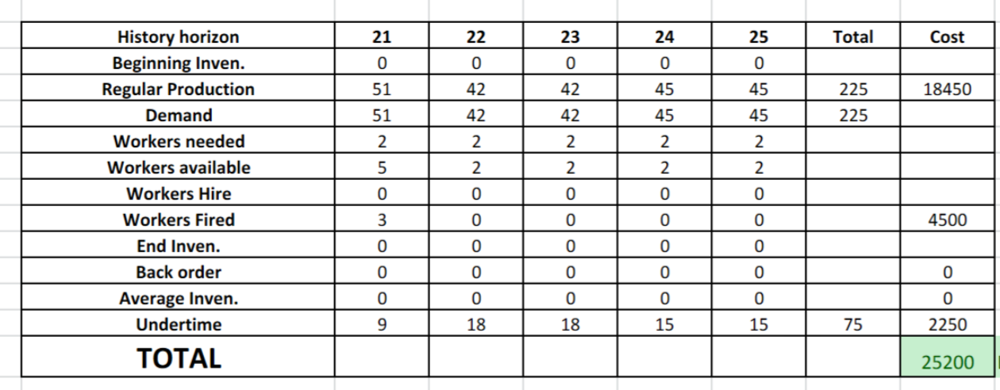 History horizon 21 22 23 24 25 Total Cost
Beginning Inven. 0 0 0 0 0
Regular Production 51 42 42 45 45 225 18450
Demand 51 42 42 45 45 225
Workers needed 2 2 2 2 2
Workers available 5 2 2 2 2
Workers Hire 0 0 0 0 0
Workers Fired 3 0 0 0 0 4500
End Inven. 0 0 0 0 0
Back order 0 0 0 0 0 0
Average Inven. 0 0 0 0 0 0
Undertime 9 18 18 15 15 75 2250
TOTAL 25200